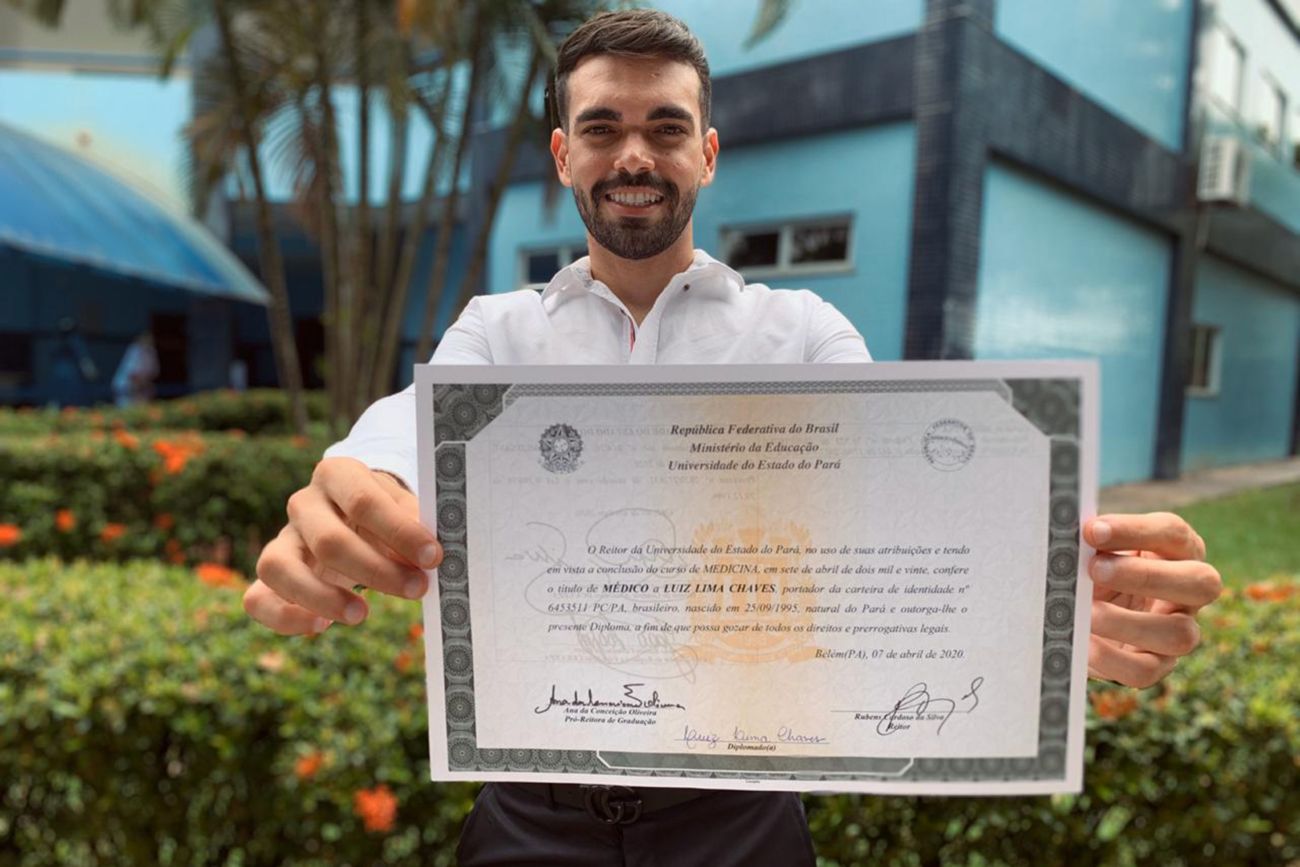 República Federativa do Brasil
Ministério da Educação
Universidade do Estado do Pará
O Reitor da Universidade do Estado do Pará, no uso de suas atribuições e tendo
em vista a conclusão do curso de MEDICINA, em sete de abril de dois mil e vinte, confere
o título de MÉDICO a LUIZ LIMA CHAVES, portador da carteira de identidade nº
6453511 PC/PA, brasileiro, nascido em 25/09/1995, natural do Pará e outorga-lhe o
presente Diploma, a fim de que possa gozar de todos os direitos e prerrogativas legais.
Belém(PA), 07 de abril de 2020.
Ana da Conceição Oliveira
Pró-Reitora de Graduação
Rubens Cardoso da Silva
Reitor
Luiz Lima Chaves
Diplomado(a)